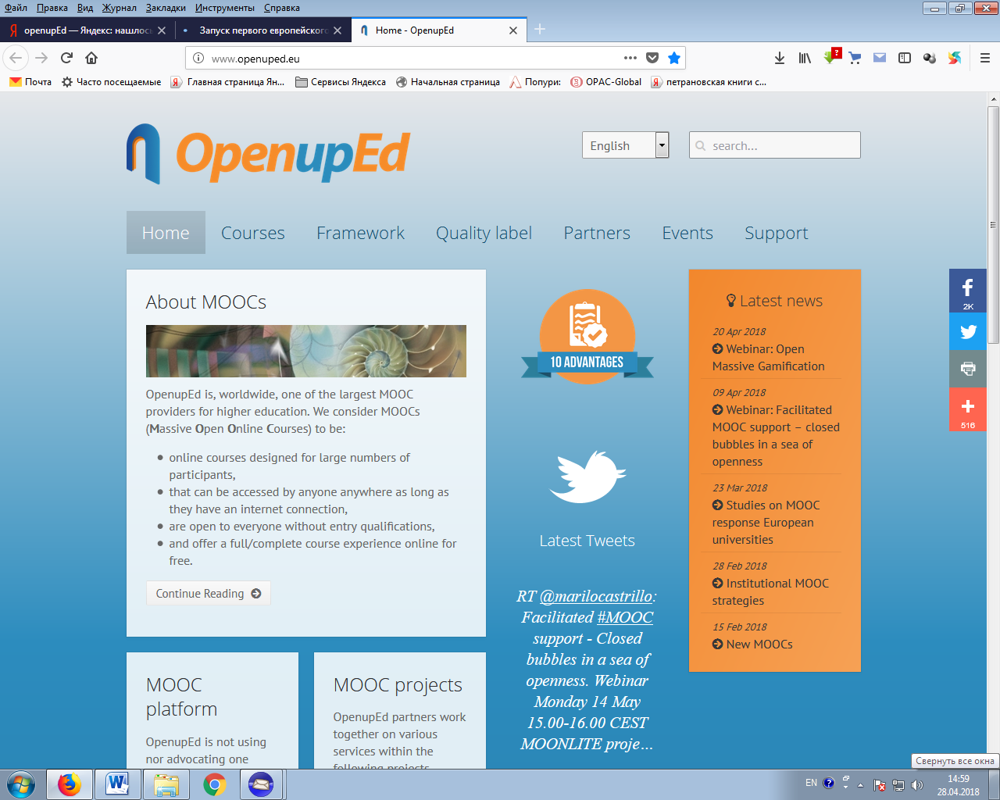 Файл Правка Вид Журнал Закладки Инструменты Справка
openupEd — Яндекс: нашлось
Запуск первого европейского
Home - OpenupEd
www.openuped.eu
?
Почта
Часто посещаемые
Главная страница Ян...
Сервисы Яндекса
Начальная страница
Попури:
OPAC-Global
петрановская книги с...
OpenupEd
English
search...
Home Courses Framework Quality label Partners Events Support
About MOOCs
OpenupEd is, worldwide, one of the largest MOOC
providers for higher education. We consider MOOCs
(Massive Open Online Courses) to be:
online courses designed for large numbers of
participants,
that can be accessed by anyone anywhere as long as
they have an internet connection,
are open to everyone without entry qualifications,
and offer a full/complete course experience online for
free.
Continue Reading
MOOC
platform
OpenupEd is not using
nor advocating one
MOOC projects
OpenupEd partners work
together on various
services within the
following projects
10 ADVANTAGES
Latest Tweets
RT @marilocastrillo:
Facilitated #MOOC
support - Closed
bubbles in a sea of
openness. Webinar
Monday 14 May
15.00-16.00 CEST
MOONLITE proje...
Latest news
20 Apr 2018
Webinar: Open
Massive Gamification
09 Apr 2018
Webinar: Facilitated
MOOC support – closed
bubbles in a sea of
openness
23 Mar 2018
Studies on MOOC
response European
universities
28 Feb 2018
Institutional MOOC
strategies
15 Feb 2018
New MOOCs
2K
516
Свернуть все окна
EN
14:59
28.04.2018